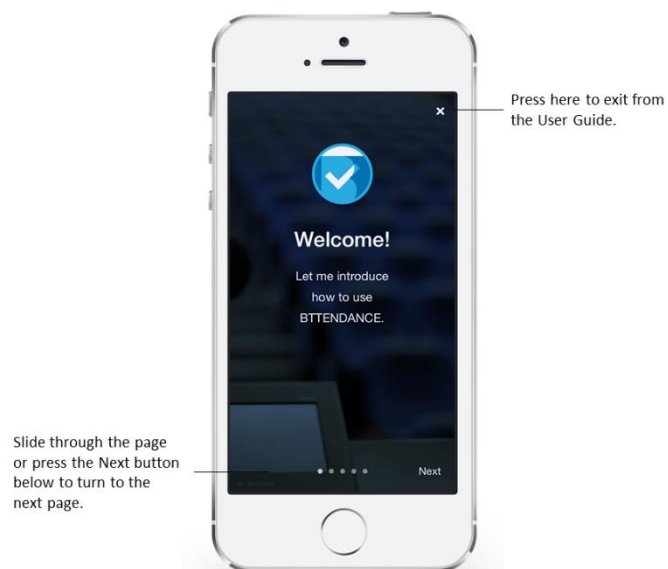 Press here to exit from
the User Guide.
Welcome!
Let me introduce
how to use
BTTENDANCE.
Slide through the page
or press the Next button
below to turn to the
next page.
Next